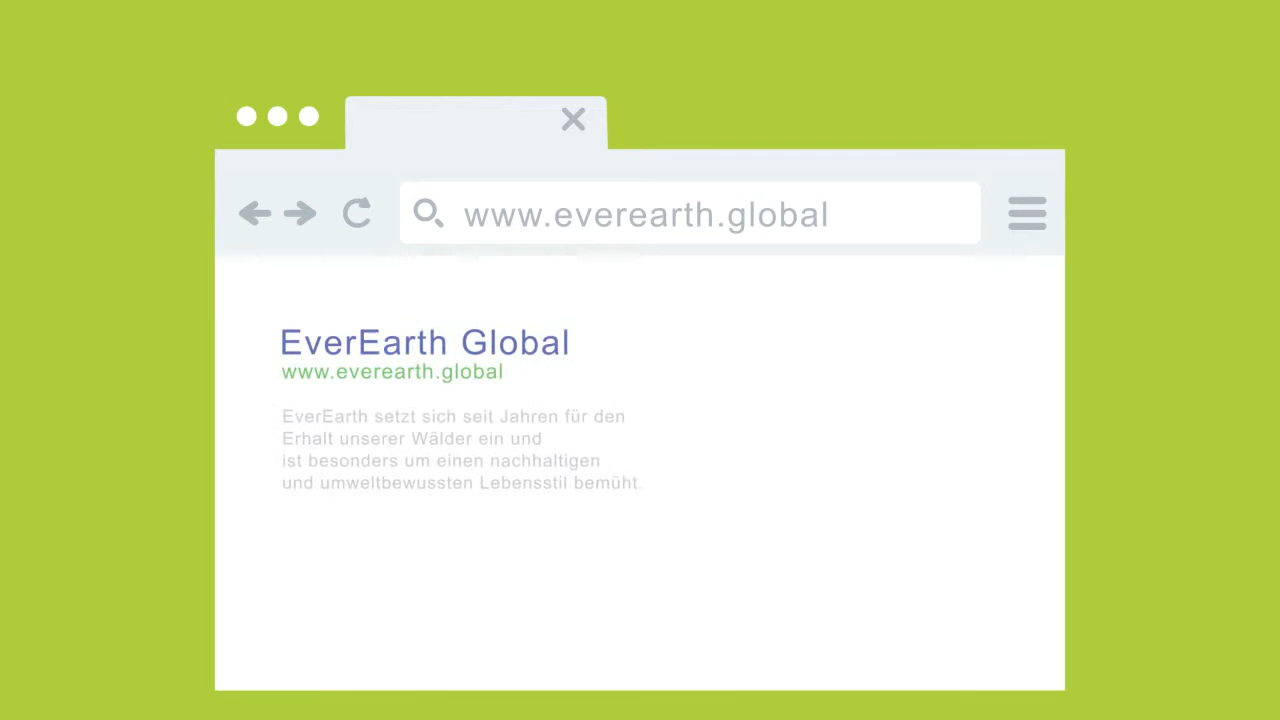 www.everearth.global
EverEarth Global
www.everearth.global
EverEarth setzt sich seit Jahren für den
Erhalt unserer Wälder ein und
ist besonders um einen nachhaltigen
und umweltbewussten Lebensstil bemüht.